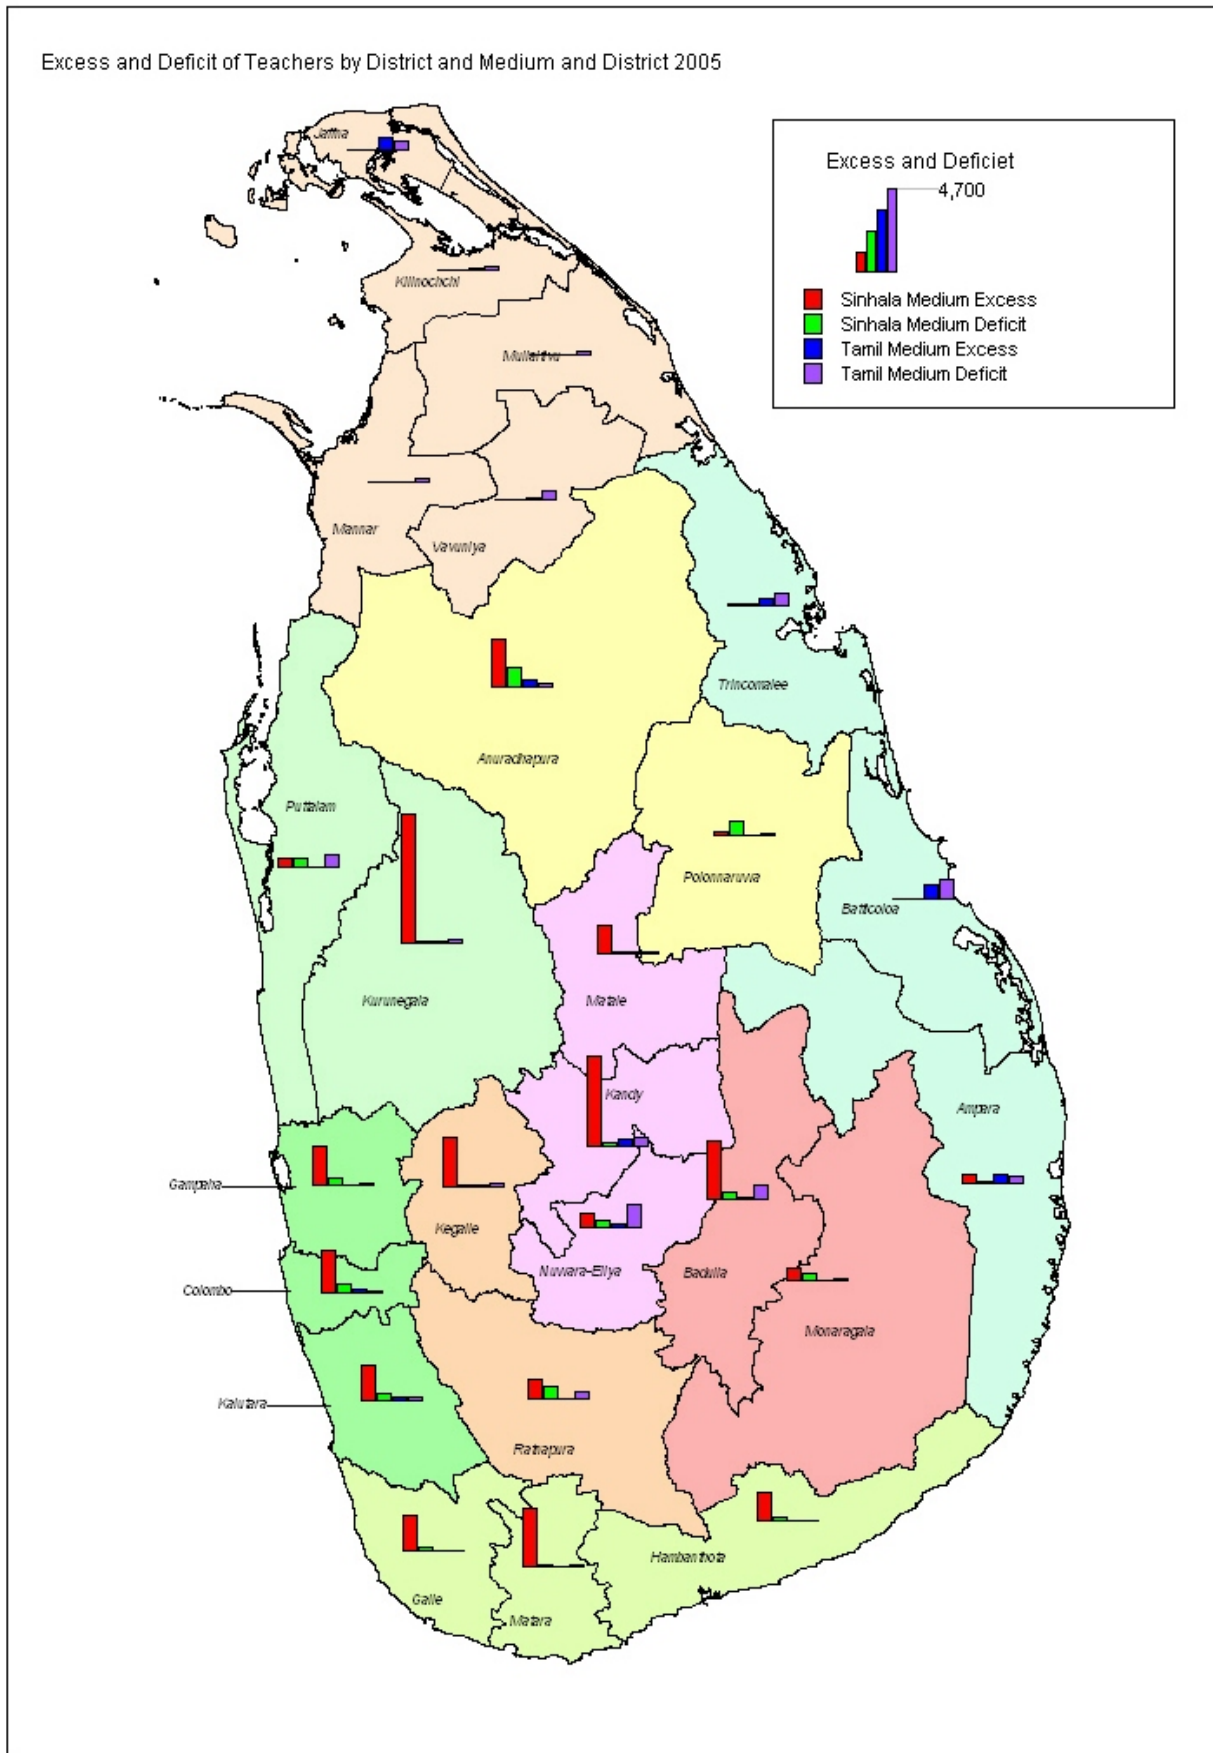 Excess and Deficit of Teachers by District and Medium and District 2005
Jaffna
Excess and Deficiet
4,700
Sinhala Medium Excess
Sinhala Medium Deficit
Tamil Medium Excess
Tamil Medium Deficit
Kilinochchi
Mullaitivu
Mannar
Vavuniya
Trincomalee
Anuradhapura
Puttalam
Polonnaruwa
Batticoloa
Kurunegala
Matale
Kandy
Ampara
Gampaha
Kegalle
Nuwara-Eliya
Badulla
Colombo
Monaragala
Kalutara
Ratnapura
Hambanthota
Galle
Matara